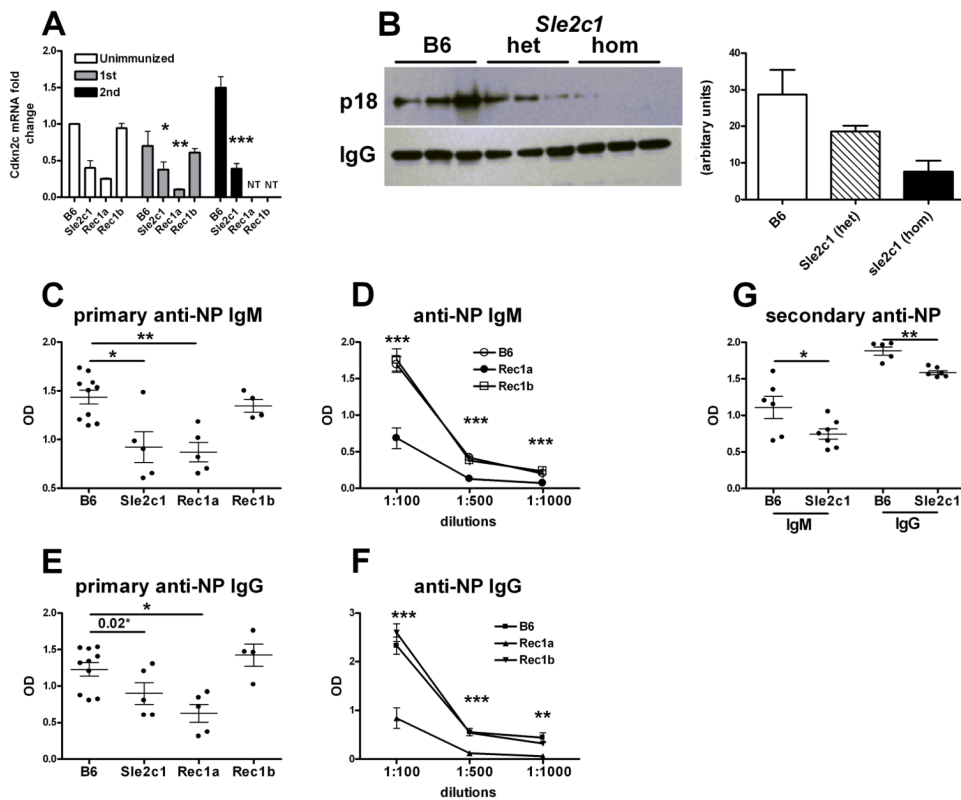 A
Cdkn2c mRNA fold
change
2.0
1.5
1.0
0.5
0.0
Unimmunized
1st
2nd
*
**
***
NT NT
B6
Sle2c1
Rec1a
Rec1b
B6
Sle2c1
Rec1a
Rec1b
B6
Sle2c1
Rec1a
Rec1b
B
Sle2c1
B6 het hom
p18
IgG
(arbitary units)
40
30
20
10
0
B6
Sle2c1 (het)
sle2c1 (hom)
C
primary anti-NP IgM
**
*
OD
2.0
1.5
1.0
0.5
B6 Sle2c1 Rec1a Rec1b
D
anti-NP IgM
***
***
***
B6
Rec1a
Rec1b
OD
2.0
1.5
1.0
0.5
0.0
1:100 1:500 1:1000
dilutions
G
secondary anti-NP
*
**
OD
2.0
1.5
1.0
0.5
0.0
B6 Sle2c1 B6 Sle2c1
IgM IgG
E
primary anti-NP IgG
*
0.02*
OD
2.0
1.5
1.0
0.5
0.0
B6 Sle2c1 Rec1a Rec1b
F
anti-NP IgG
***
***
**
B6
Rec1a
Rec1b
OD
3
2
1
0
1:100 1:500 1:1000
dilutions